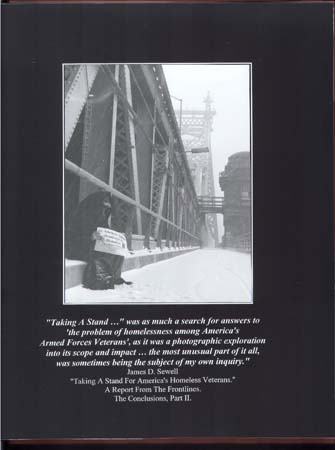 "Taking A Stand ..." was as much a search for answers to
'the problem of homelessness among America's
Armed Forces Veterans', as it was a photographic exploration
into its scope and impact ... the most unusual part of it all,
was sometimes being the subject of my own inquiry."
James D. Sewell
"Taking A Stand For America's Homeless Veterans."
A Report From The Frontlines.
The Conclusions, Part II.